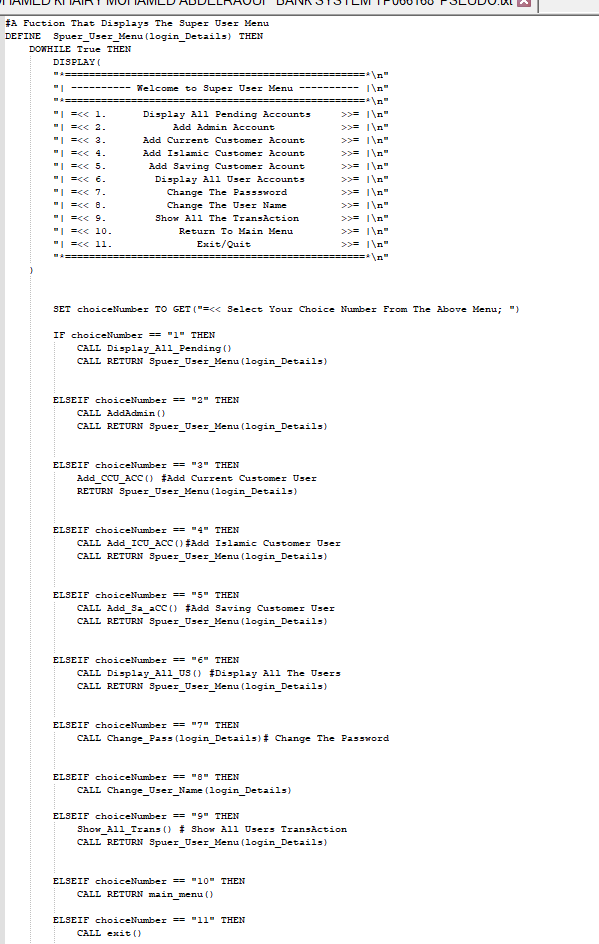 MOHAMED ABDELRAOUF BANK SYSTEM TP066168 PSEUDO.txt
#A Fuction That Displays The Super User Menu
DEFINE  Spuer_User_Menu(login_Details) THEN
DOWHILE True THEN
DISPLAY(
"*==================================================*\n"
"| ---------- Welcome to Super User Menu ---------- |\n"
"*==================================================*\n"
"| =<< 1.      Display All Pending Accounts     >>= |\n"
"| =<< 2.           Add Admin Account           >>= |\n"
"| =<< 3.      Add Current Customer Acount      >>= |\n"
"| =<< 4.      Add Islamic Customer Acount      >>= |\n"
"| =<< 5.       Add Saving Customer Acount      >>= |\n"
"| =<< 6.        Display All User Accounts      >>= |\n"
"| =<< 7.          Change The Passsword         >>= |\n"
"| =<< 8.          Change The User Name         >>= |\n"
"| =<< 9.        Show All The TransAction       >>= |\n"
"| =<< 10.           Return To Main Menu        >>= |\n"
"| =<< 11.              Exit/Quit               >>= |\n"
"*==================================================*\n"
)
SET choiceNumber TO GET("=<< Select Your Choice Number From The Above Menu; ")
IF choiceNumber == "1" THEN
CALL Display_All_Pending()
CALL RETURN Spuer_User_Menu(login_Details)
ELSEIF choiceNumber == "2" THEN
CALL AddAdmin()
CALL RETURN Spuer_User_Menu(login_Details)
ELSEIF choiceNumber == "3" THEN
Add_CCU_ACC() #Add Current Customer User
RETURN Spuer_User_Menu(login_Details)
ELSEIF choiceNumber == "4" THEN
CALL Add_ICU_ACC()#Add Islamic Customer User
CALL RETURN Spuer_User_Menu(login_Details)
ELSEIF choiceNumber == "5" THEN
CALL Add_Sa_aCC() #Add Saving Customer User
CALL RETURN Spuer_User_Menu(login_Details)
ELSEIF choiceNumber == "6" THEN
CALL Display_All_US() #Display All The Users
CALL RETURN Spuer_User_Menu(login_Details)
ELSEIF choiceNumber == "7" THEN
CALL Change_Pass(login_Details)# Change The Password
ELSEIF choiceNumber == "8" THEN
CALL Change_User_Name(login_Details)
ELSEIF choiceNumber == "9" THEN
Show_All_Trans() # Show All Users TransAction
CALL RETURN Spuer_User_Menu(login_Details)
ELSEIF choiceNumber == "10" THEN
CALL RETURN main_menu()
ELSEIF choiceNumber == "11" THEN
CALL exit()